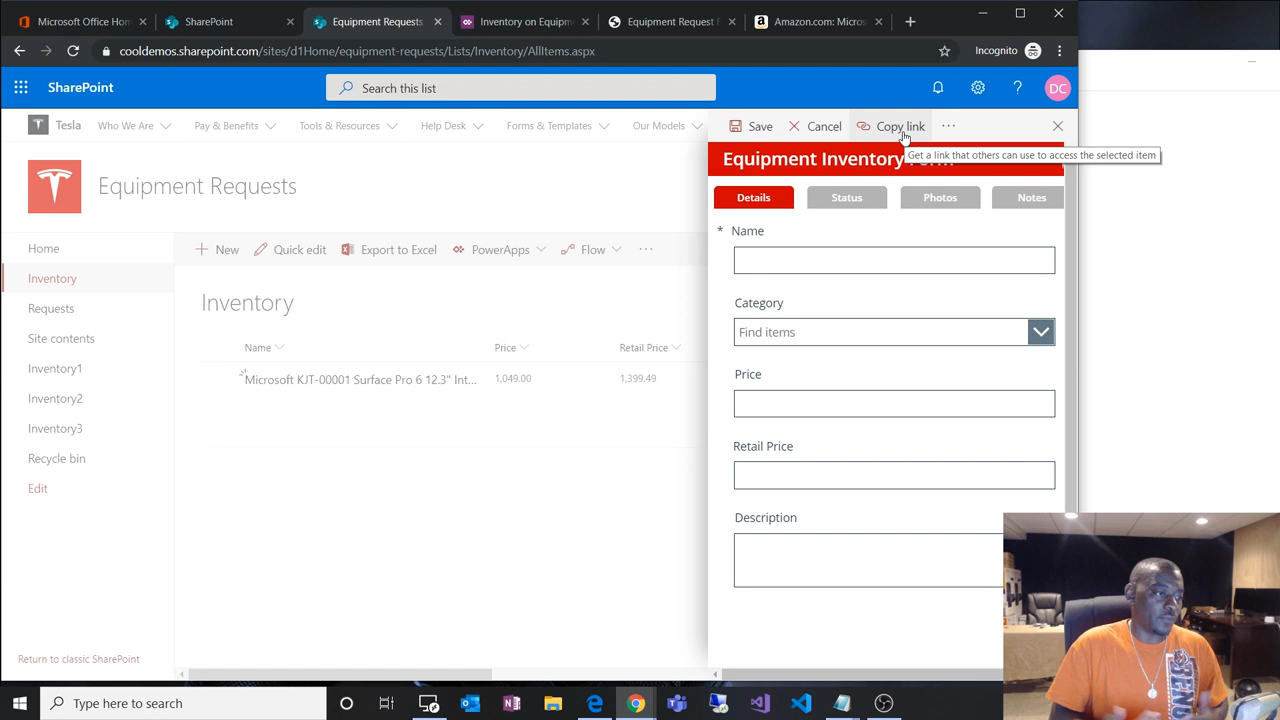 Microsoft Office Home
SharePoint
Equipment Requests
Inventory on Equipm
Equipment Request F
Amazon.com: Micros
cooldemos.sharepoint.com/sites/d1Home/equipment-requests/Lists/Inventory/AllItems.aspx
Incognito
SharePoint
Search this list
DC
Tesla
Who We Are
Pay & Benefits
Tools & Resources
Help Desk
Forms & Templates
Our Models
Save
Cancel
Copy link
Get a link that others can use to access the selected item
Equipment Requests
Equipment Inventory Form
Details
Status
Photos
Notes
Home
Inventory
Requests
Site contents
Inventory1
Inventory2
Inventory3
Recycle bin
Edit
Return to classic SharePoint
New
Quick edit
Export to Excel
PowerApps
Flow
Inventory
Name
Price
Retail Price
Microsoft KJT-00001 Surface Pro 6 12.3" Int...
1,049.00
1,399.49
* Name
Category
Find items
Price
Retail Price
Description
Type here to search